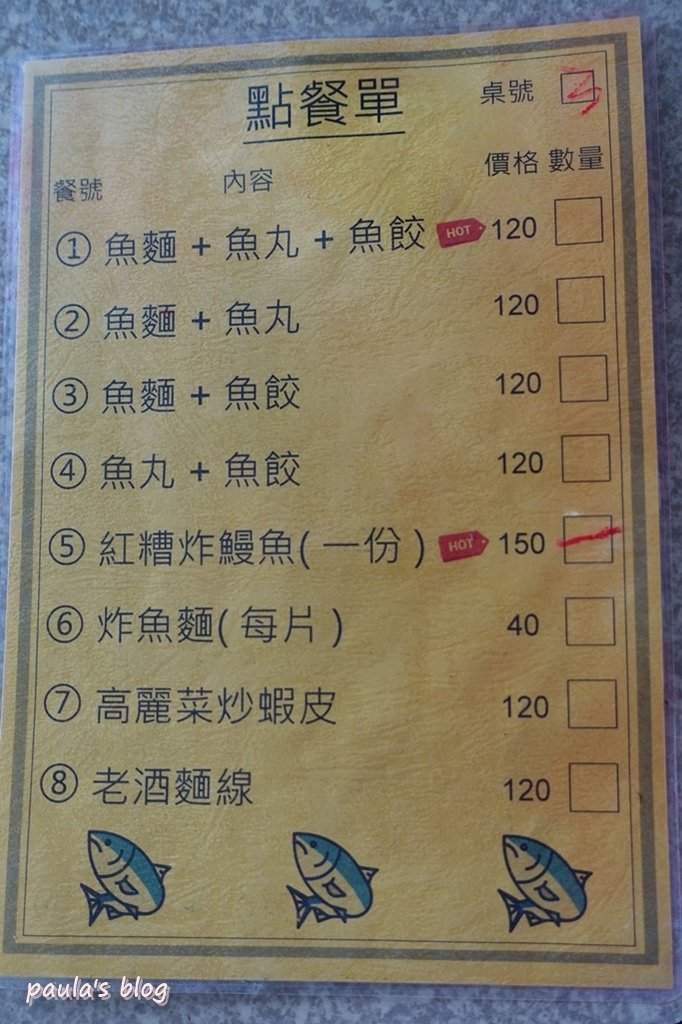 點餐單 桌號
餐號 內容 價格 數量
① 魚麵 + 魚丸 + 魚餃 HOT 120
② 魚麵 + 魚丸 120
③ 魚麵 + 魚餃 120
④ 魚丸 + 魚餃 120
⑤ 紅糟炸鰻魚( 一份 ) HOT 150
⑥ 炸魚麵( 每片 ) 40
⑦ 高麗菜炒蝦皮 120
⑧ 老酒麵線 120
paula's blog